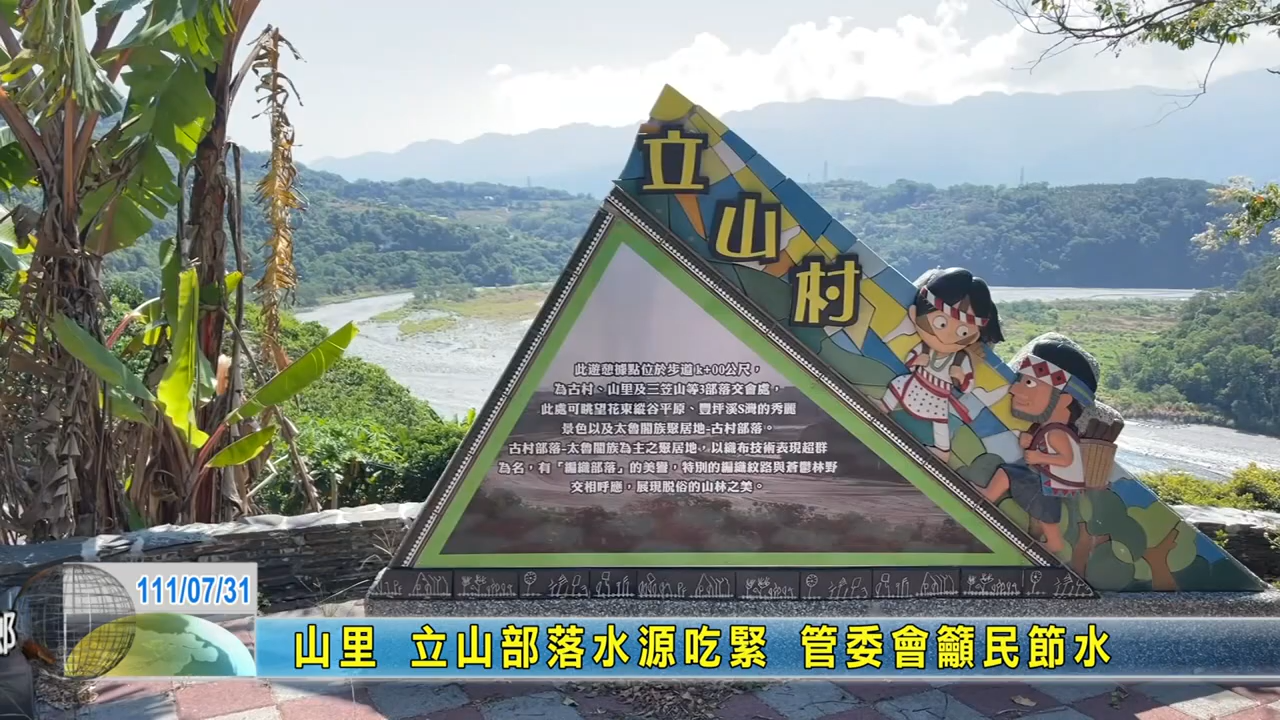 立山村
此遊憩據點位於步道1k+00公尺，
為古村、山里及三笠山等3部落交會處，
此處可眺望花東縱谷平原、豐坪溪S灣的秀麗
景色以及太魯閣族聚居地-古村部落。
古村部落-太魯閣族為主之聚居地，以織布技術表現超群
為名，有「編織部落」的美譽，特別的編織紋路與蒼鬱林野
交相呼應，展現脫俗的山林之美。
111/07/31
鄉
山里 立山部落水源吃緊 管委會籲民節水